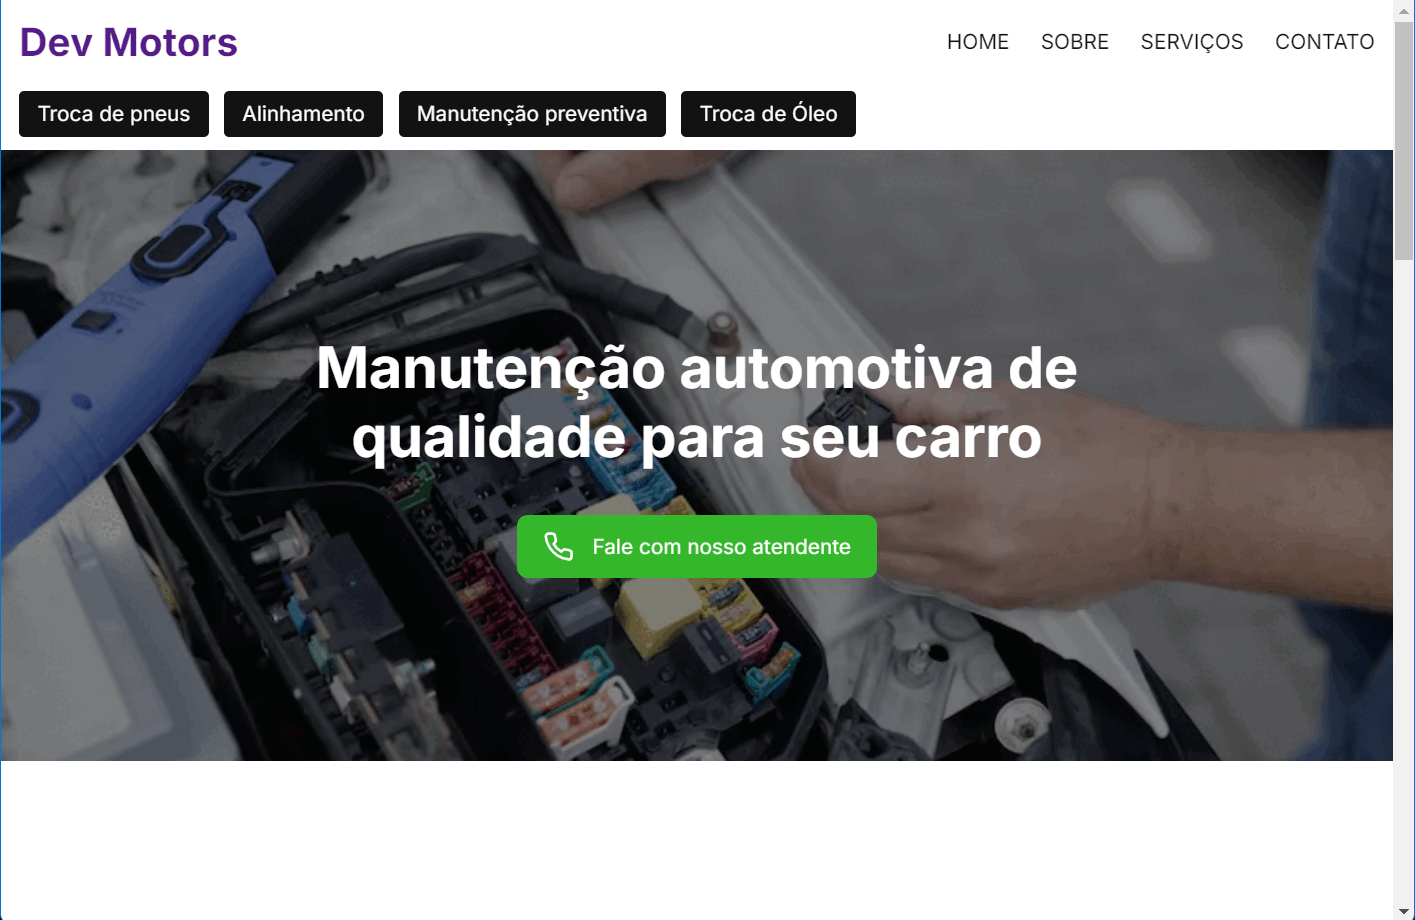 Dev Motors
HOME SOBRE SERVIÇOS CONTATO
Troca de pneus Alinhamento Manutenção preventiva Troca de Óleo
Manutenção automotiva de
qualidade para seu carro
Fale com nosso atendente